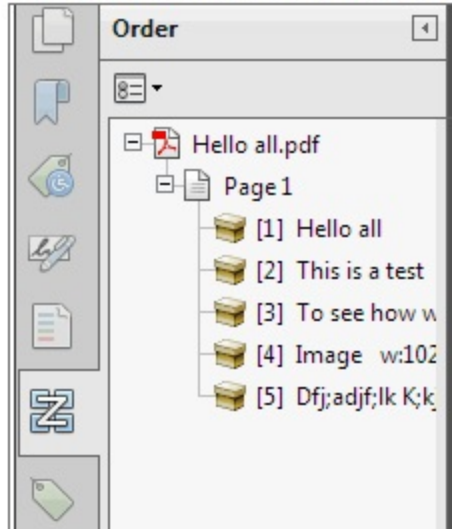 Order
Hello all.pdf
Page 1
[1] Hello all
[2] This is a test
[3] To see how w
[4] Image w:102
[5] Dfj;adjf;lk K;k